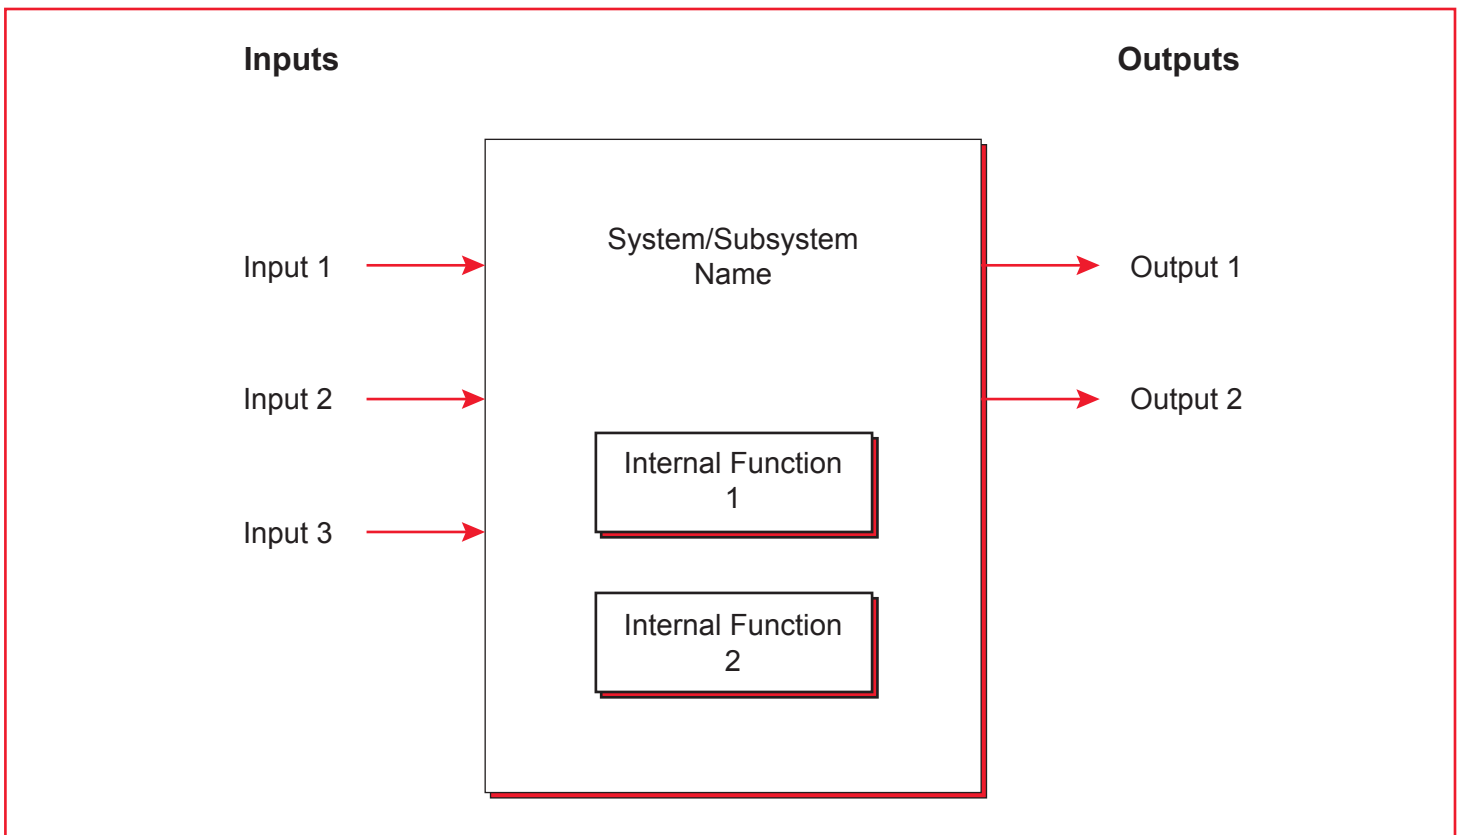 Inputs
Outputs
System/Subsystem
Name
Input 1
Output 1
Input 2
Output 2
Internal Function
1
Input 3
Internal Function
2